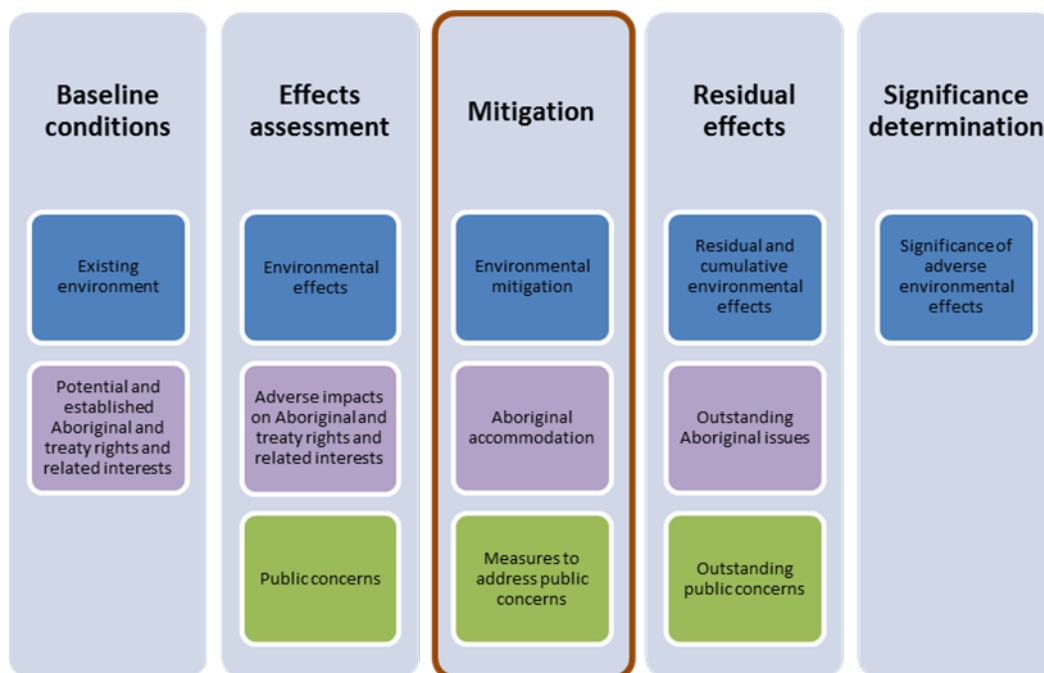 Baseline
conditions
Existing
environment
Potential and
established
Aboriginal and
treaty rights and
related interests
Effects
assessment
Environmental
effects
Adverse impacts
on Aboriginal and
treaty rights and
related interests
Public concerns
Mitigation
Environmental
mitigation
Aboriginal
accommodation
Measures to
address public
concerns
Residual
effects
Residual and
cumulative
environmental
effects
Outstanding
Aboriginal issues
Outstanding
public concerns
Significance
determination
Significance of
adverse
environmental
effects